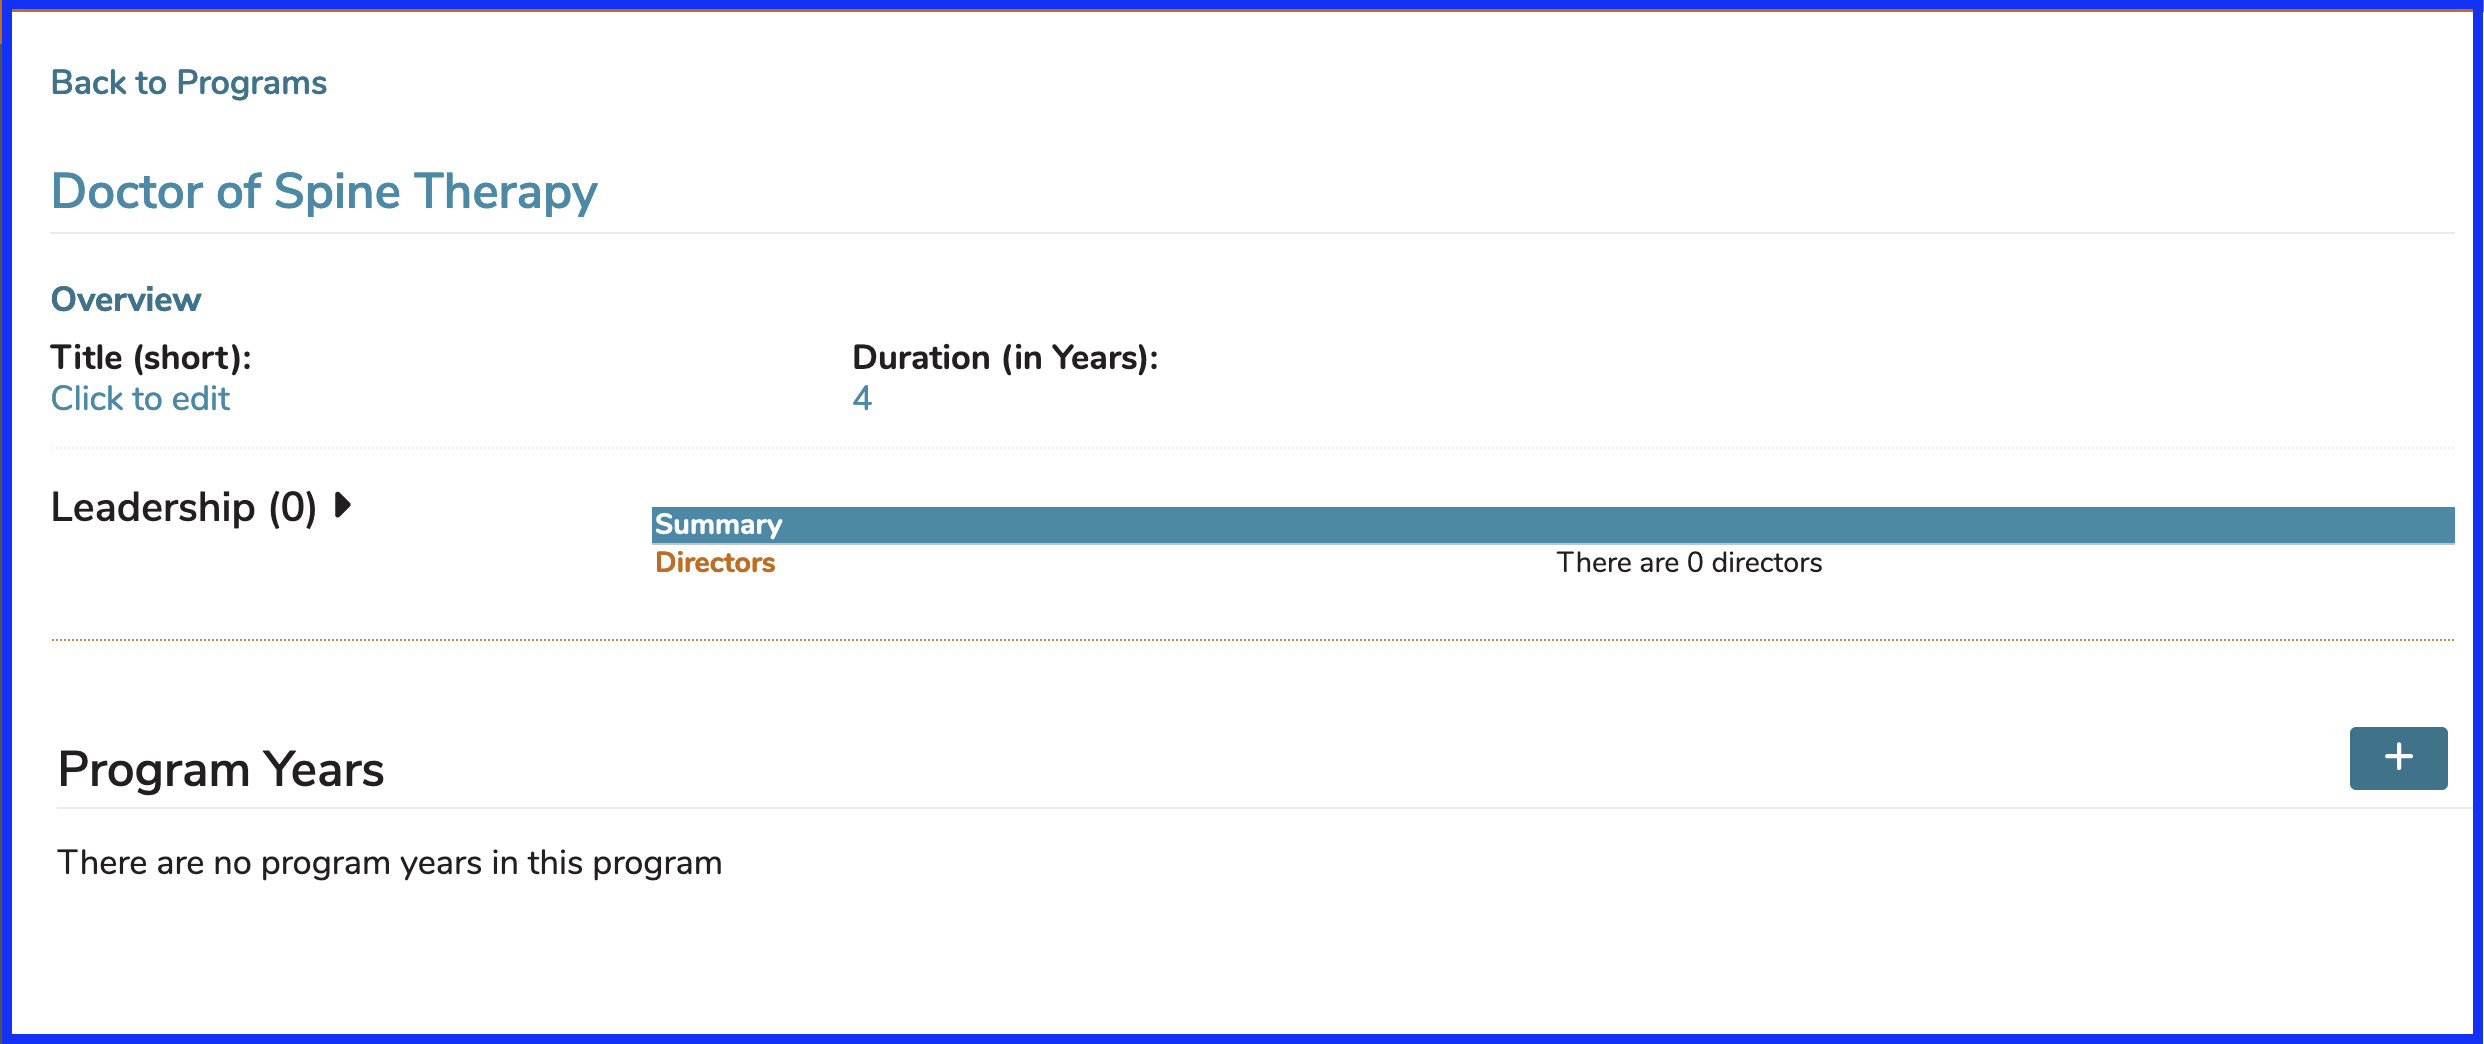 Back to Programs
Doctor of Spine Therapy
Overview
Title (short):
Click to edit
Duration (in Years):
4
Leadership (0)
Summary
Directors
There are 0 directors
Program Years
+
There are no program years in this program